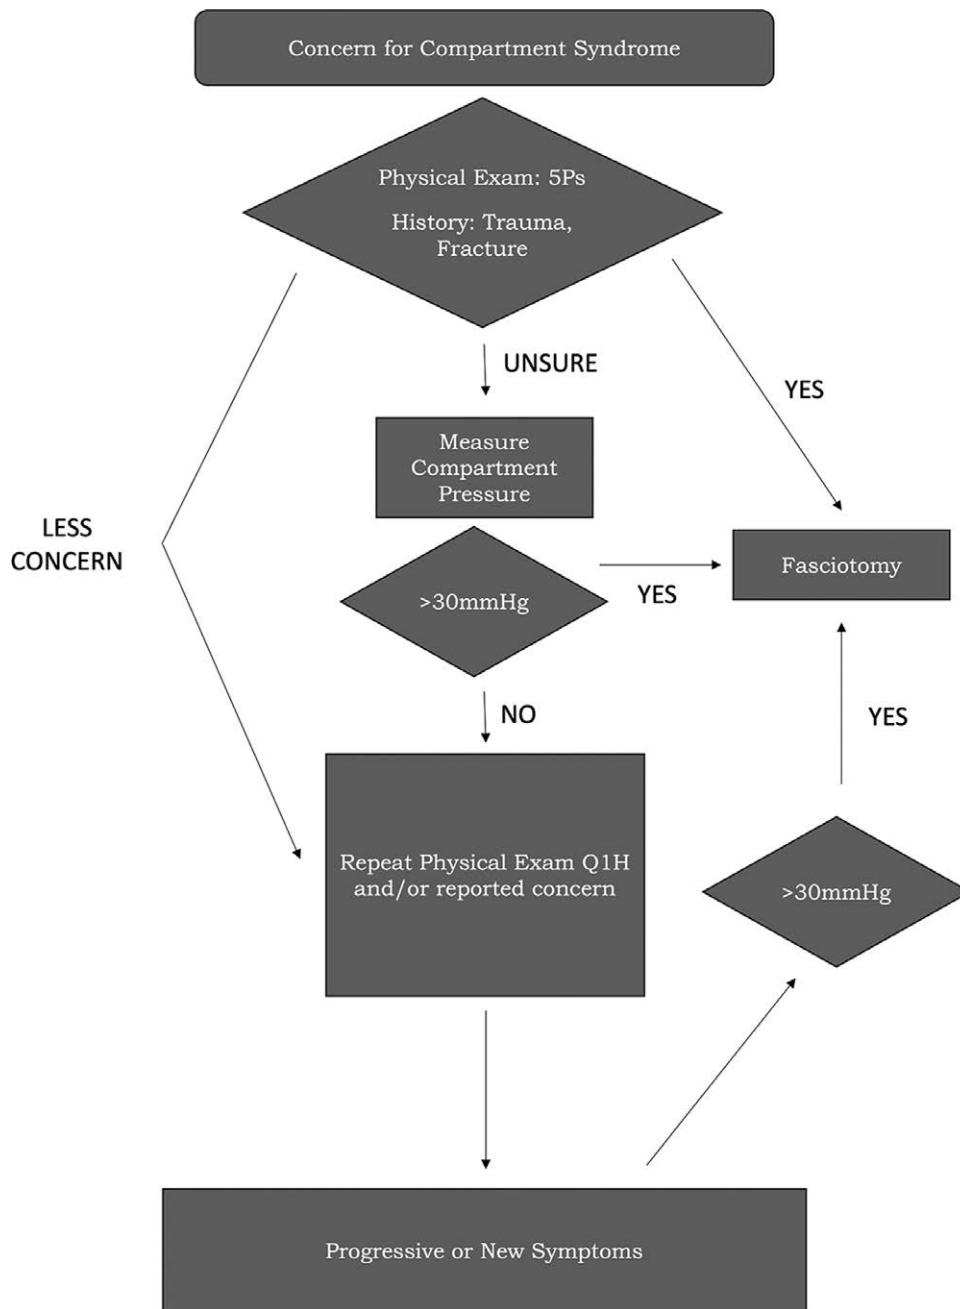 Concern for Compartment Syndrome
Physical Exam: 5Ps
History: Trauma,
Fracture
UNSURE
YES
Measure
Compartment
Pressure
LESS
CONCERN
>30mmHg
YES
Fasciotomy
NO
YES
Repeat Physical Exam Q1H
and/or reported concern
>30mmHg
Progressive or New Symptoms